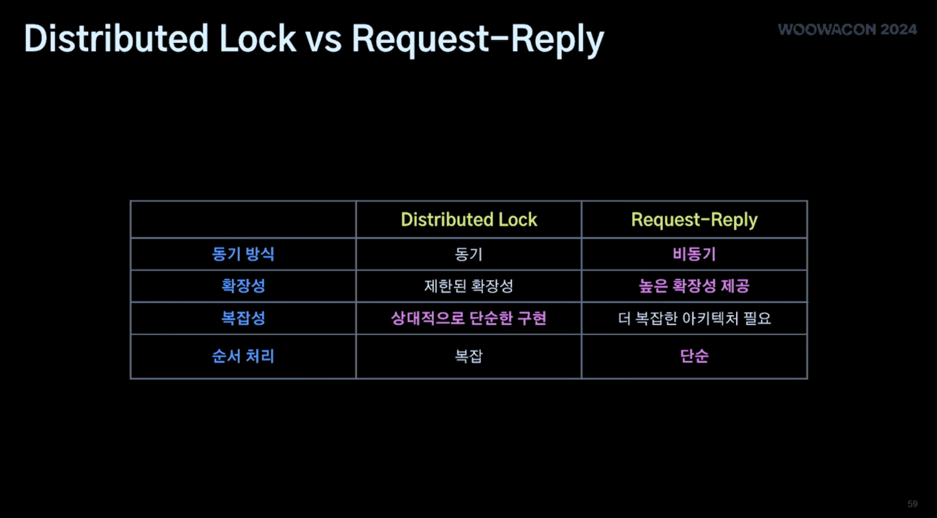 Distributed Lock vs Request-Reply
WOOWACON 2024
Distributed Lock Request-Reply
동기 방식 동기 비동기
확장성 제한된 확장성 높은 확장성 제공
복잡성 상대적으로 단순한 구현 더 복잡한 아키텍처 필요
순서 처리 복잡 단순
59